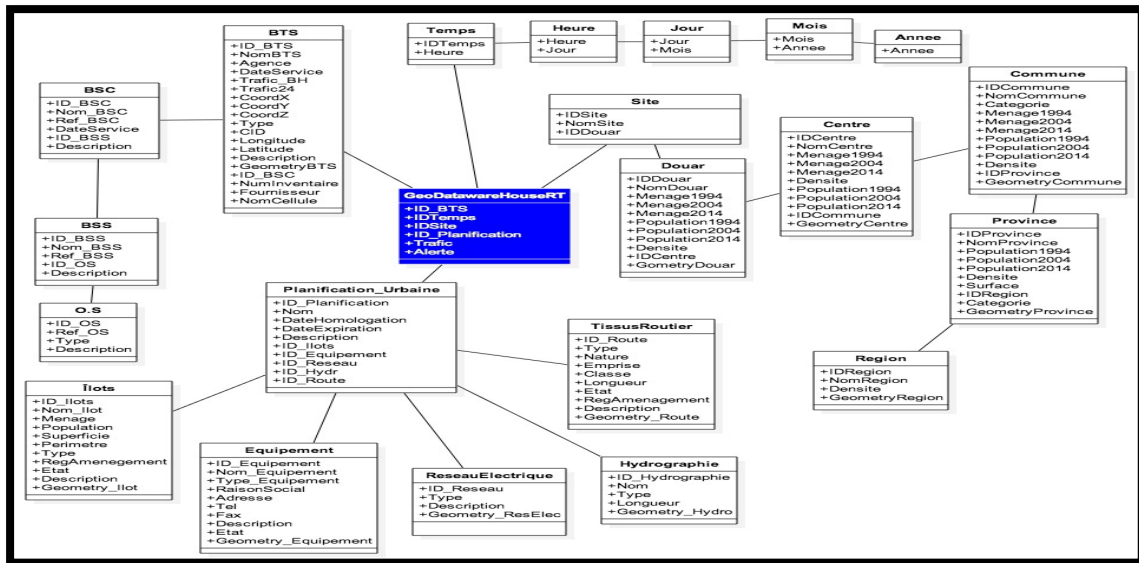 BTS
+ID_BTS
+NomBTS
+Agence
+DateService
+Trafic_BH
+Trafic24
+CoordX
+CoordY
+CoordZ
+Type
+CID
+Longitude
+Latitude
+Description
+GeometryBTS
+ID_BSC
+NumInventaire
+Fournisseur
+NomCellule
Temps
+IDTemps
+Heure
Heure
+Heure
+Jour
Jour
+Jour
+Mois
Mois
+Mois
+Annee
Annee
+Annee
BSC
+ID_BSC
+Nom_BSC
+Ref_BSC
+DateService
+ID_BSS
+Description
Site
+IDSite
+NomSite
+IDDouar
Commune
+IDCommune
+NomCommune
+Categorie
+Menage1994
+Menage2004
+Menage2014
+Population1994
+Population2004
+Population2014
+Densite
+IDProvince
+GeometryCommune
Centre
+IDCentre
+NomCentre
+Menage1994
+Menage2004
+Menage2014
+Densite
+Population1994
+Population2004
+Population2014
+IDCommune
+GeometryCentre
Douar
+IDDouar
+NomDouar
+Menage1994
+Menage2004
+Menage2014
+Population1994
+Population2004
+Population2014
+Densite
+IDCentre
+GometryDouar
GeoDatawareHouseRT
+ID_BTS
+IDTemps
+IDSite
+ID_Planification
+Trafic
+Alerte
BSS
+ID_BSS
+Nom_BSS
+Ref_BSS
+ID_OS
+Description
Province
+IDProvince
+NomProvince
+Population1994
+Population2004
+Population2014
+Densite
+Surface
+IDRegion
+Categorie
+GeometryProvince
O.S
+ID_OS
+Ref_OS
+Type
+Description
Planification_Urbaine
+ID_Planification
+Nom
+DateHomologation
+DateExpiration
+Description
+ID_Ilots
+ID_Equipement
+ID_Reseau
+ID_Hydr
+ID_Route
TissusRoutier
+ID_Route
+Type
+Nature
+Emprise
+Classe
+Longueur
+Etat
+RegAmenagement
+Description
+Geometry_Route
Region
+IDRegion
+NomRegion
+Densite
+GeometryRegion
Îlots
+ID_Ilots
+Nom_Ilot
+Menage
+Population
+Superficie
+Perimetre
+Type
+RegAmenegement
+Etat
+Description
+Geometry_Ilot
Equipement
+ID_Equipement
+Nom_Equipement
+Type_Equipement
+RaisonSocial
+Adresse
+Tel
+Fax
+Description
+Etat
+Geometry_Equipement
ReseauElectrique
+ID_Reseau
+Type
+Description
+Geometry_ResElec
Hydrographie
+ID_Hydrographie
+Nom
+Type
+Longueur
+Geometry_Hydro